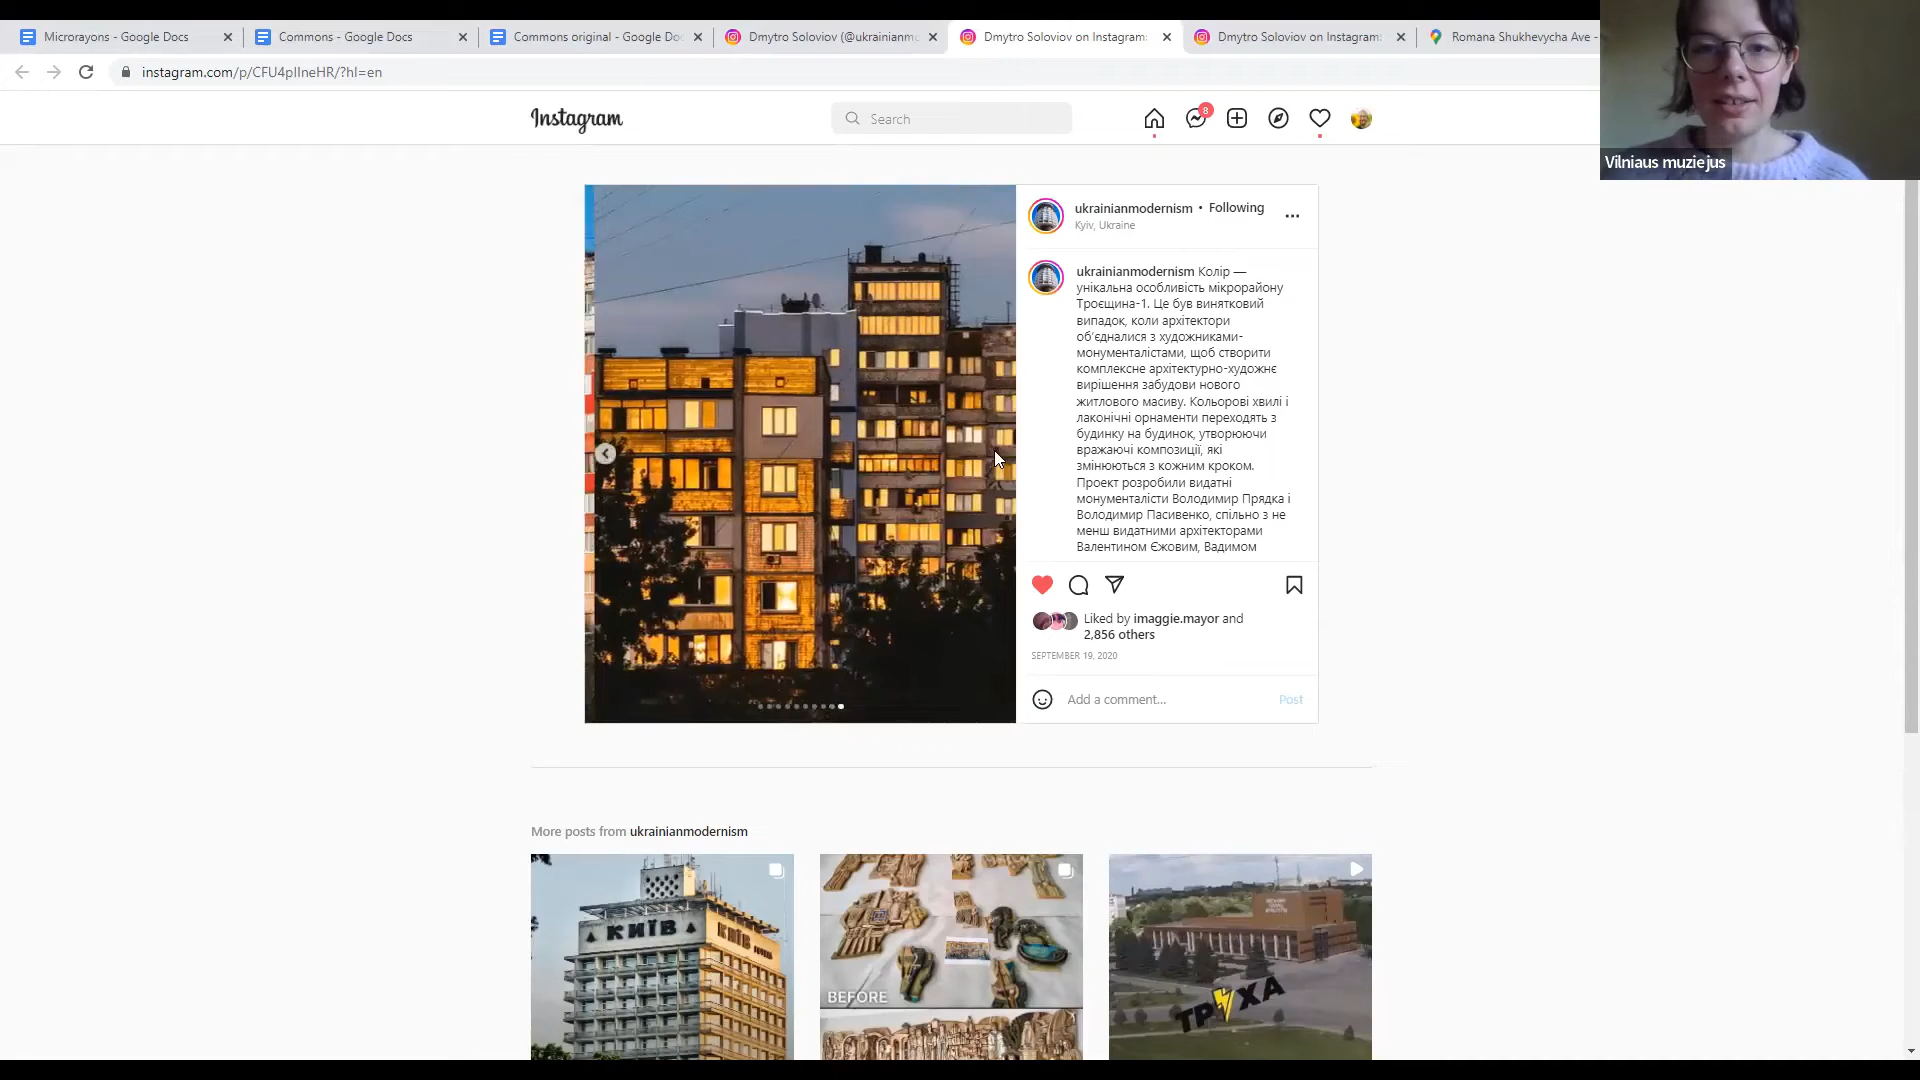 Microrayons - Google Docs
Commons - Google Docs
Commons original - Google Doc
Dmytro Soloviov (@ukrainianmo
Dmytro Soloviov on Instagram:
Dmytro Soloviov on Instagram:
Romana Shukhevycha Ave -
instagram.com/p/CFU4pIIneHR/?hl=en
Instagram
Search
8
Vilniaus muziejus
ukrainianmodernism • Following
Kyiv, Ukraine
ukrainianmodernism Колір —
унікальна особливість мікрорайону
Троєщина-1. Це був винятковий
випадок, коли архітектори
об’єдналися з художниками-
монументалістами, щоб створити
комплексне архітектурно-художнє
вирішення забудови нового
житлового масиву. Кольорові хвилі і
лаконічні орнаменти переходять з
будинку на будинок, утворюючи
вражаючі композиції, які
змінюються з кожним кроком.
Проект розробили видатні
монументалісти Володимир Прядка і
Володимир Пасивенко, спільно з не
менш видатними архітекторами
Валентином Єжовим, Вадимом
Liked by imaggie.mayor and
2,856 others
SEPTEMBER 19, 2020
Add a comment...
Post
More posts from ukrainianmodernism
КИЇВ
КИЇВ
BEFORE
ТРУХА